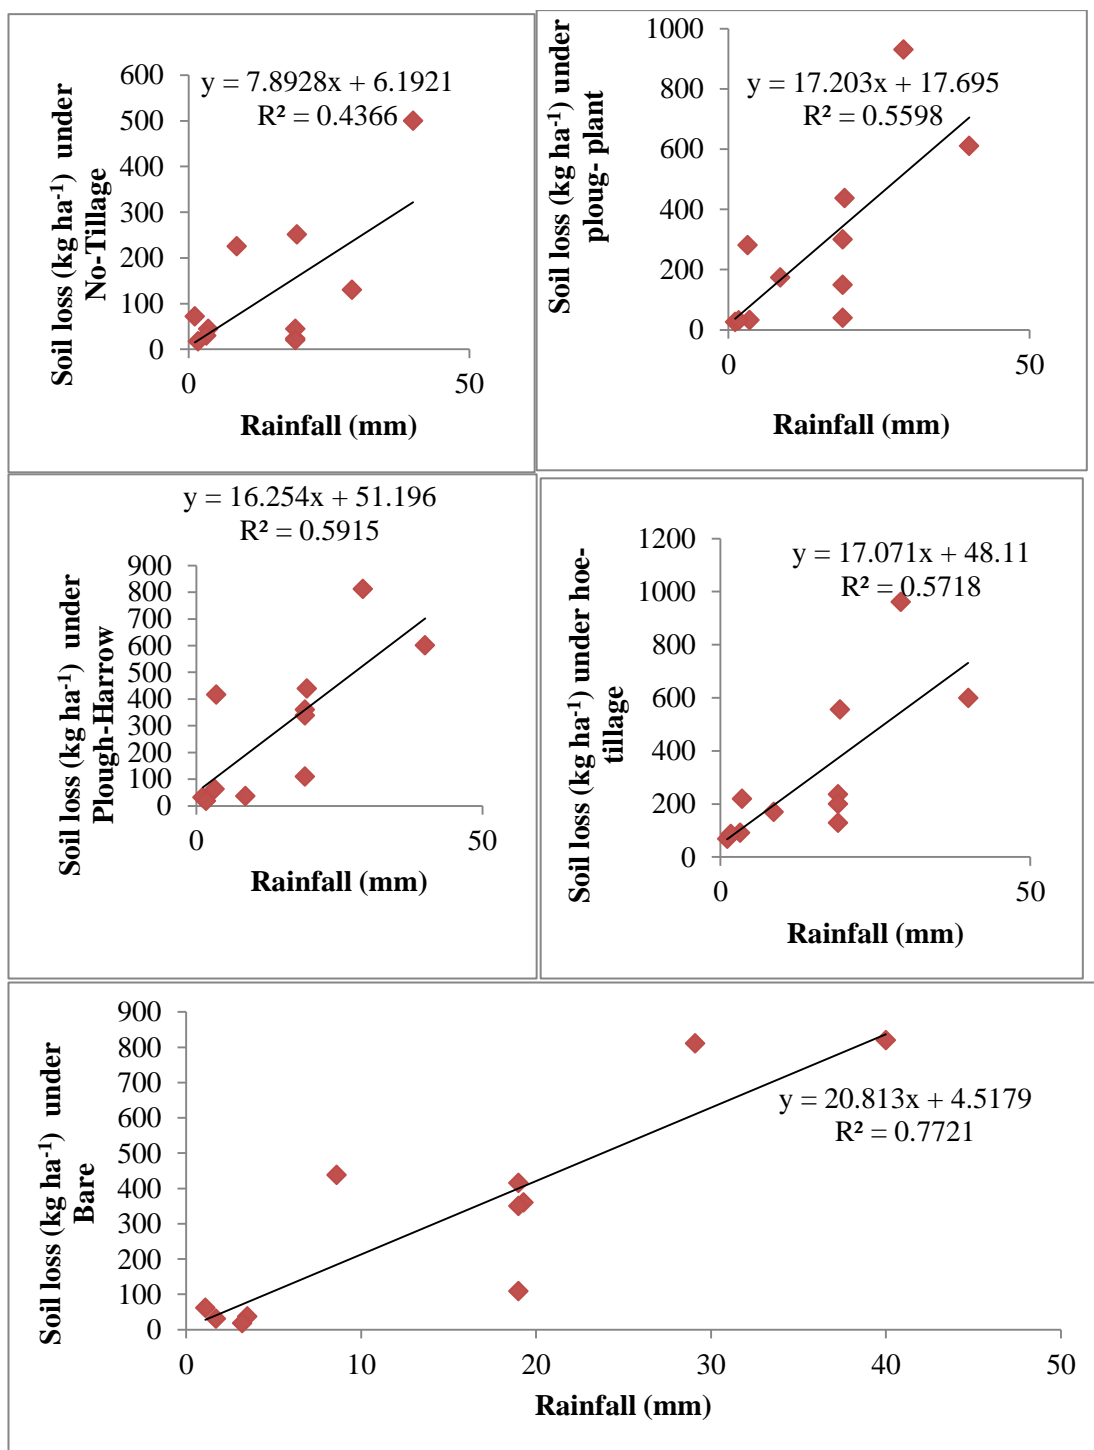 Soil loss (kg ha-1) under
No-Tillage
600
500
400
300
200
100
0
y = 7.8928x + 6.1921
R² = 0.4366
0
50
Rainfall (mm)
Soil loss (kg ha-1) under
ploug- plant
1000
800
600
400
200
0
y = 17.203x + 17.695
R² = 0.5598
0
50
Rainfall (mm)
y = 16.254x + 51.196
R² = 0.5915
Soil loss (kg ha-1) under
Plough-Harrow
900
800
700
600
500
400
300
200
100
0
0
50
Rainfall (mm)
Soil loss (kg ha-1) under hoe-
tillage
1200
1000
800
600
400
200
0
y = 17.071x + 48.11
R² = 0.5718
0
50
Rainfall (mm)
Soil loss (kg ha-1) under
Bare
900
800
700
600
500
400
300
200
100
0
y = 20.813x + 4.5179
R² = 0.7721
0
10
20
30
40
50
Rainfall (mm)